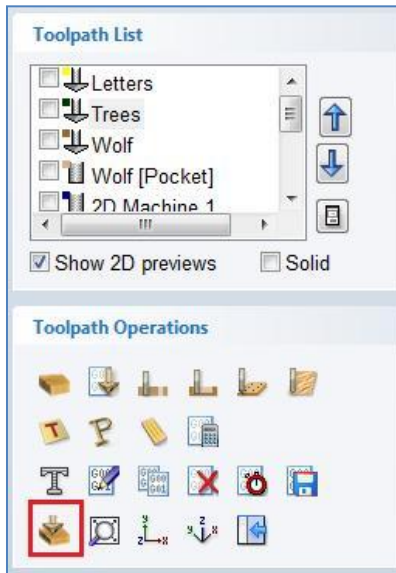 Toolpath List
Letters
Trees
Wolf
Wolf [Pocket]
2D Machine 1
Show 2D previews
Solid
Toolpath Operations